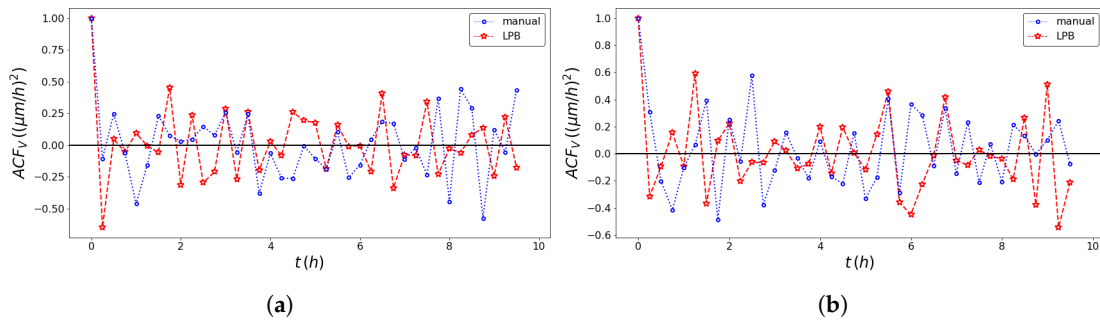 1.00
0.75
0.50
0.25
0.00
−0.25
−0.50
ACF_V ((μm/h)²)
manual
LPB
0 2 4 6 8 10
t (h)
(a)
1.0
0.8
0.6
0.4
0.2
0.0
−0.2
−0.4
−0.6
ACF_V ((μm/h)²)
manual
LPB
0 2 4 6 8 10
t (h)
(b)